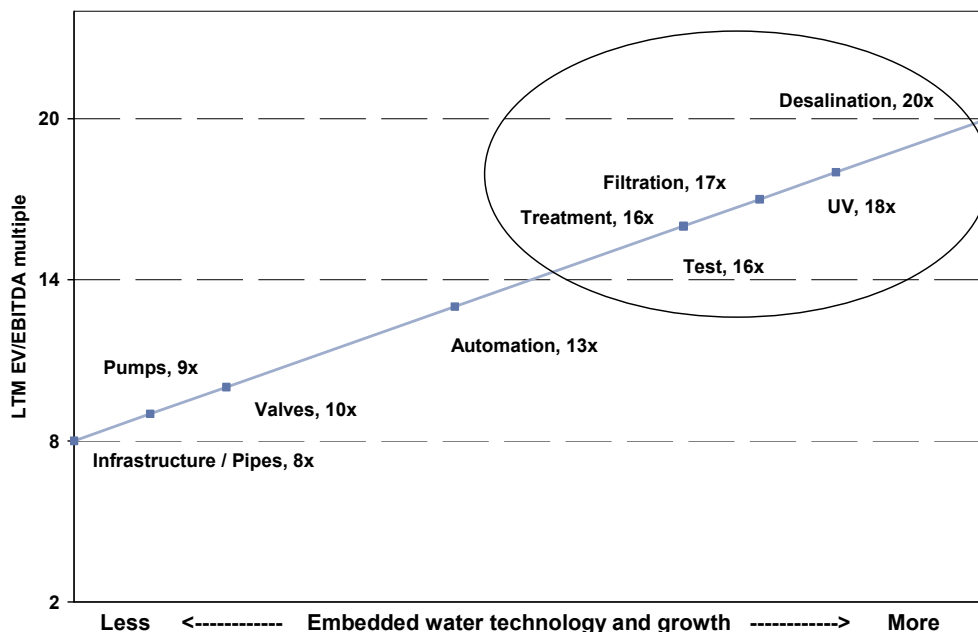 LTM EV/EBITDA multiple
20
14
8
2
Desalination, 20x
Filtration, 17x
UV, 18x
Treatment, 16x
Test, 16x
Automation, 13x
Pumps, 9x
Valves, 10x
Infrastructure / Pipes, 8x
Less <------------ Embedded water technology and growth ------------> More